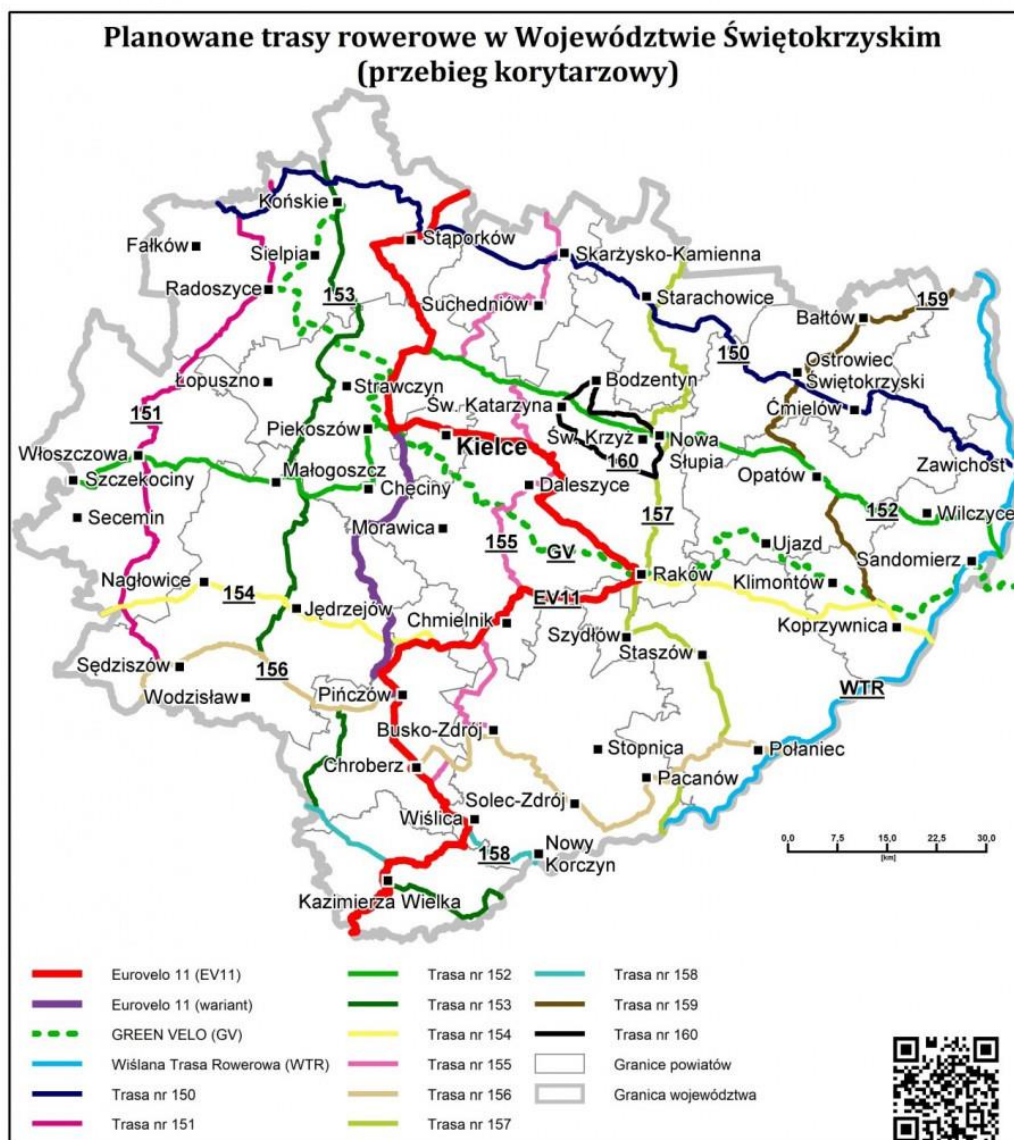 Planowane trasy rowerowe w Województwie Świętokrzyskim
(przebieg korytarzowy)
Końskie
Fałków
Stąporków
Sielpia
Skarżysko-Kamienna
Radoszyce
153
Suchedniów
Starachowice
159
Bałtów
150
Ostrowiec
Świętokrzyski
Łopuszno
Strawczyn
Bodzentyn
Św. Katarzyna
Ćmielów
151
Piekoszów
Kielce
Św. Krzyż
Nowa
Słupia
160
Włoszczowa
Szczekociny
Małogoszcz
Chęciny
Daleszyce
Opatów
Zawichost
Secemin
Morawica
155
157
152
Wilczyce
GV
Ujazd
Sandomierz
Nagłowice
154
Raków
Klimontów
Jędrzejów
EV11
Chmielnik
Koprzywnica
Szydłów
Staszów
Sędziszów
156
Wodzisław
Pińczów
WTR
Busko-Zdrój
Stopnica
Połaniec
Chroberz
Pacanów
Solec-Zdrój
Wiślica
158
Nowy
Korczyn
Kazimierza Wielka
0,0 7,5 15,0 22,5 30,0
[km]
Eurovelo 11 (EV11)
Eurovelo 11 (wariant)
GREEN VELO (GV)
Wiślana Trasa Rowerowa (WTR)
Trasa nr 150
Trasa nr 151
Trasa nr 152
Trasa nr 153
Trasa nr 154
Trasa nr 155
Trasa nr 156
Trasa nr 157
Trasa nr 158
Trasa nr 159
Trasa nr 160
Granice powiatów
Granica województwa